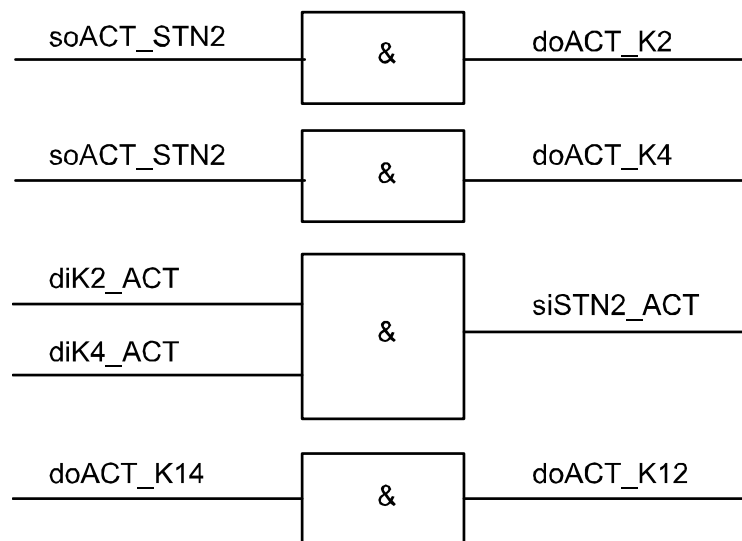 soACT_STN2 & doACT_K2
soACT_STN2 & doACT_K4
diK2_ACT
& siSTN2_ACT
diK4_ACT
doACT_K14 & doACT_K12